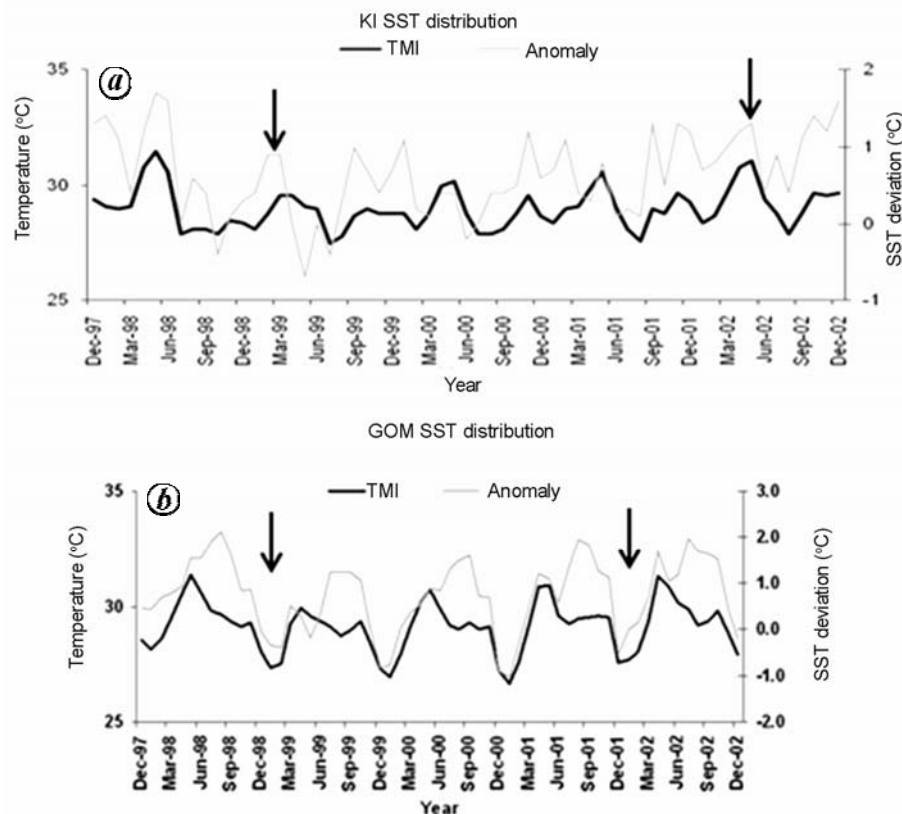 KI SST distribution
TMI Anomaly
a
35
30
25
Temperature (°C)
2
1
0
-1
SST deviation (°C)
Dec-97
Mar-98
Jun-98
Sep-98
Dec-98
Mar-99
Jun-99
Sep-99
Dec-99
Mar-00
Jun-00
Sep-00
Dec-00
Mar-01
Jun-01
Sep-01
Dec-01
Mar-02
Jun-02
Sep-02
Dec-02
Year
GOM SST distribution
TMI Anomaly
b
35
30
25
Temperature (°C)
3.0
2.0
1.0
0.0
-1.0
-2.0
SST deviation (°C)
Dec-97
Mar-98
Jun-98
Sep-98
Dec-98
Mar-99
Jun-99
Sep-99
Dec-99
Mar-00
Jun-00
Sep-00
Dec-00
Mar-01
Jun-01
Sep-01
Dec-01
Mar-02
Jun-02
Sep-02
Dec-02
Year